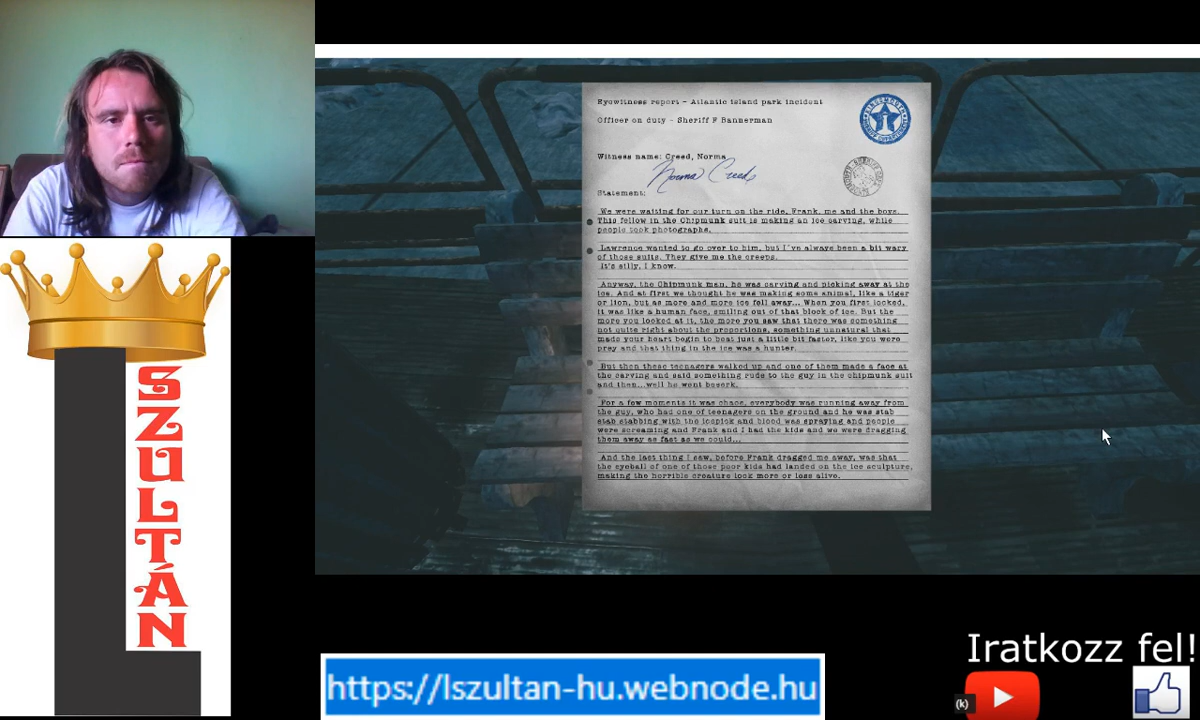 Eyewitness report - Atlantic Island park incident
Officer on duty - Sheriff F Bannerman
Witness name: Creed, Norma
Norma Creed
Statement:
We were waiting for our turn on the ride, Frank, me and the boys.
This fellow in the Chipmunk suit is making an ice carving, while
people took photographs.
Lawrence wanted to go over to him, but I've always been a bit wary
of those suits. They give me the creeps.
It's silly, I know.
Anyway, the Chipmunk man, he was carving and picking away at the
ice. And at first we thought he was making some animal, like a tiger
or lion, but as more and more ice fell away... When you first looked,
it was like a human face, smiling out of that block of ice. But the
more you looked at it, the more you saw that there was something
not quite right about the proportions, something unnatural that
made your heart begin to beat just a little bit faster, like you were
prey and that thing in the ice was a hunter.
But then these teenagers walked up and one of them made a face at
the carving and said something rude to the guy in the chipmunk suit
and then...well he went beserk.
For a few moments it was chaos, everybody was running away from
the guy, who had one of teenagers on the ground and he was stab
stab stabbing with the icepick and blood was spraying and people
were screaming and Frank and I had the kids and we were dragging
them away as fast as we could...
And the last thing I saw, before Frank dragged me away, was that
the eyeball of one of those poor kids had landed on the ice sculpture,
making the horrible creature look more or less alive.
L
SZULTÁN
https://lszultan-hu.webnode.hu
Iratkozz fel!
(k)